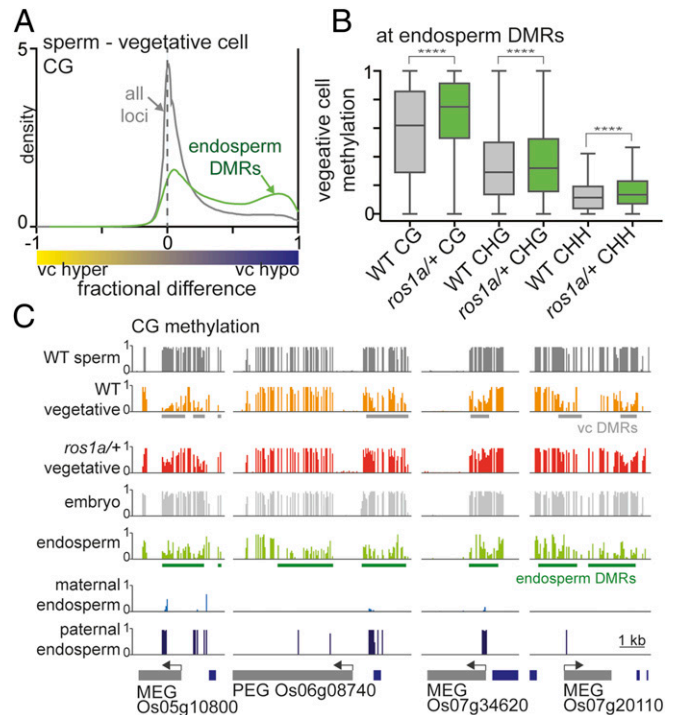 A
sperm - vegetative cell
CG
5
density
0
all
loci
endosperm
DMRs
-1
0
1
vc hyper
vc hypo
fractional difference
B
at endosperm DMRs
****
****
****
vegeative cell
methylation
1
0
WT CG
ros1a/+ CG
WT CHG
ros1a/+ CHG
WT CHH
ros1a/+ CHH
C
CG methylation
WT sperm
1
0
WT
vegetative
1
0
vc DMRs
ros1a/+
vegetative
1
0
embryo
1
0
endosperm
1
0
endosperm DMRs
maternal
endosperm
1
0
paternal
endosperm
1
0
1 kb
MEG
Os05g10800
PEG Os06g08740
MEG
Os07g34620
MEG
Os07g20110